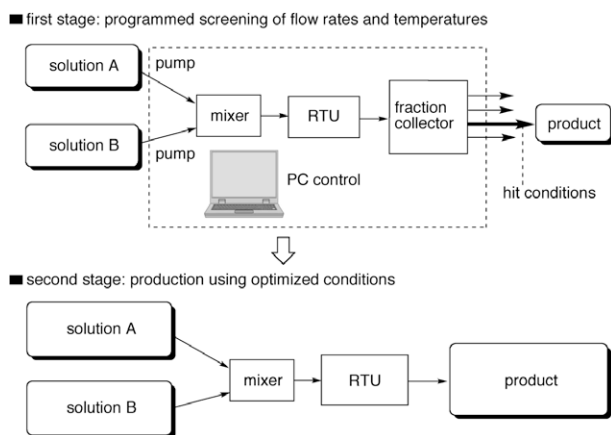 ■ first stage: programmed screening of flow rates and temperatures
solution A
pump
solution B
pump
mixer
RTU
fraction
collector
product
PC control
hit conditions
■ second stage: production using optimized conditions
solution A
solution B
mixer
RTU
product